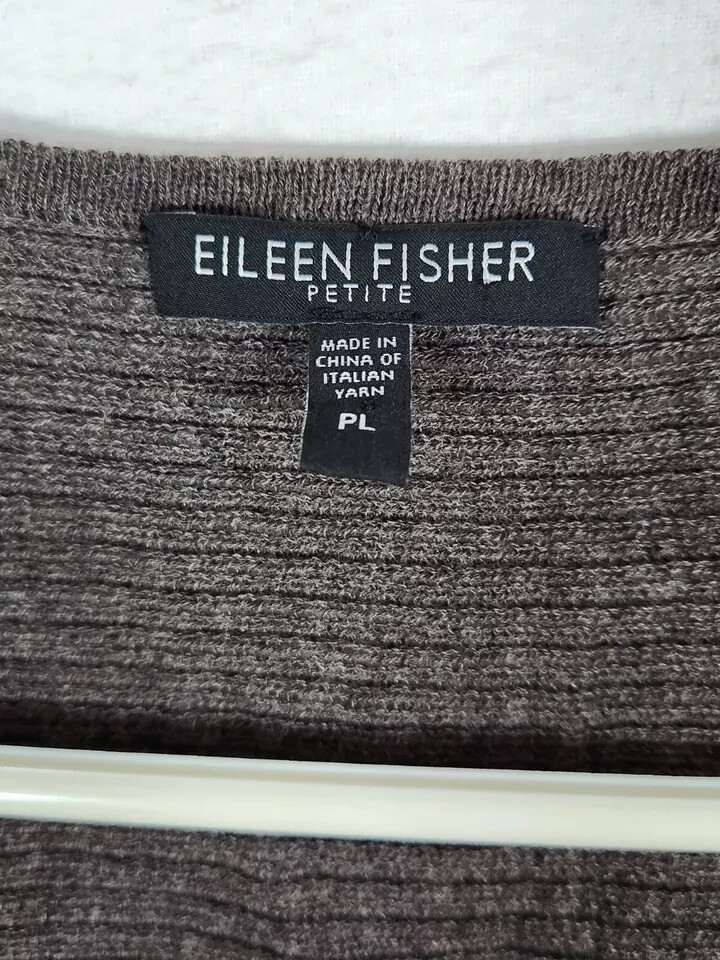 EILEEN FISHER
PETITE
MADE IN
CHINA OF
ITALIAN
YARN
PL